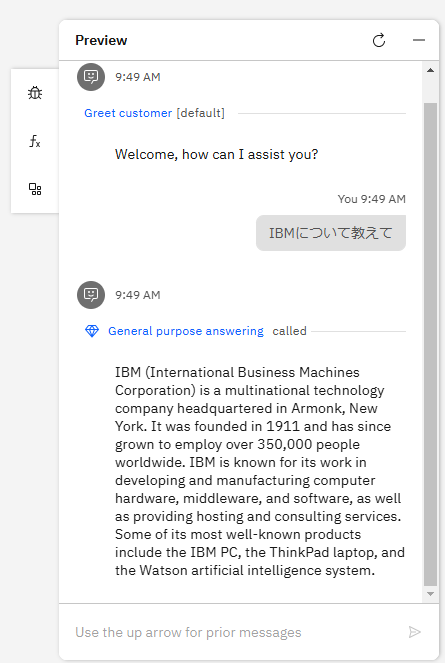 Preview
9:49 AM
Greet customer [default]
Welcome, how can I assist you?
You 9:49 AM
IBMについて教えて
9:49 AM
General purpose answering called
IBM (International Business Machines
Corporation) is a multinational technology
company headquartered in Armonk, New
York. It was founded in 1911 and has since
grown to employ over 350,000 people
worldwide. IBM is known for its work in
developing and manufacturing computer
hardware, middleware, and software, as well
as providing hosting and consulting services.
Some of its most well-known products
include the IBM PC, the ThinkPad laptop, and
the Watson artificial intelligence system.
Use the up arrow for prior messages